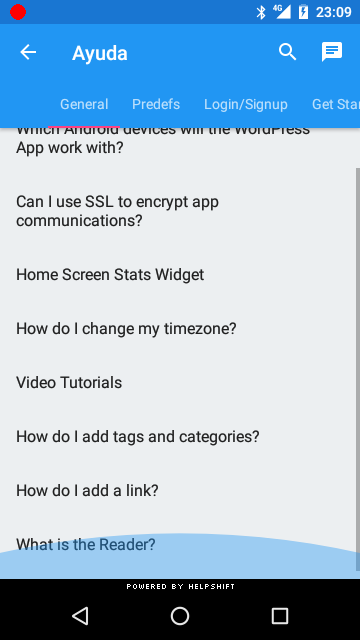 4G 23:09
Ayuda
General Predefs Login/Signup Get Sta
Which Android devices will the WordPress
App work with?
Can I use SSL to encrypt app
communications?
Home Screen Stats Widget
How do I change my timezone?
Video Tutorials
How do I add tags and categories?
How do I add a link?
What is the Reader?
POWERED BY HELPSHIFT